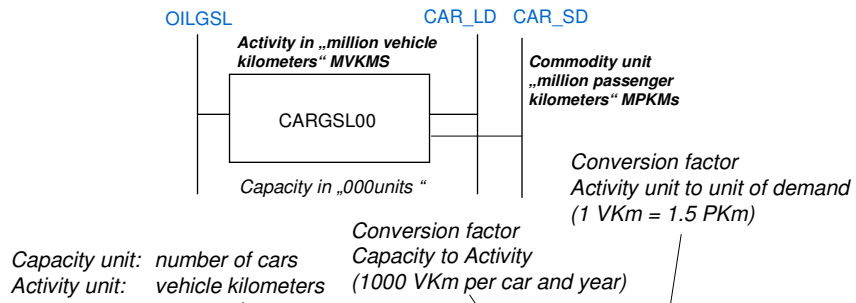 OILGSL
CAR_LD CAR_SD
Activity in „million vehicle
kilometers“ MVKMS
Commodity unit
„million passenger
kilometers“ MPKMs
CARGSL00
Capacity in „000units “
Conversion factor
Activity unit to unit of demand
(1 VKm = 1.5 PKm)
Conversion factor
Capacity to Activity
(1000 VKm per car and year)
Capacity unit: number of cars
Activity unit: vehicle kilometers